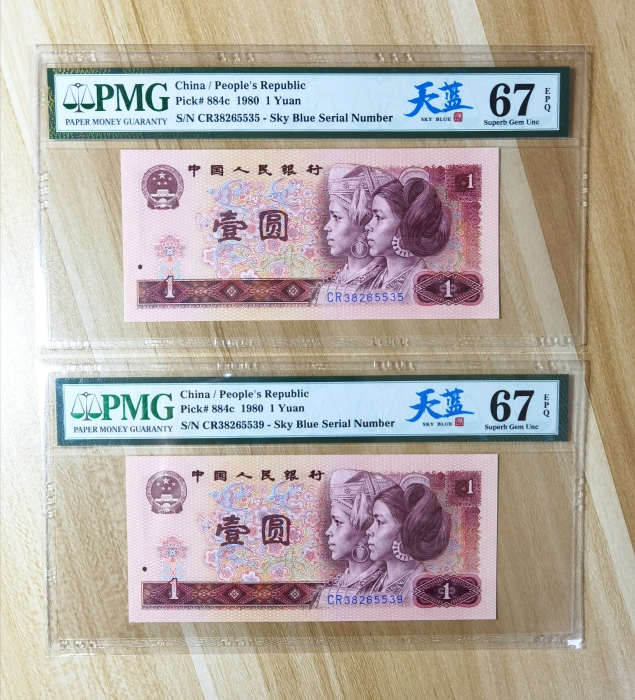 PMG
PAPER MONEY GUARANTY
China / People's Republic
Pick# 884c 1980 1 Yuan
S/N CR38265535 - Sky Blue Serial Number
天蓝
SKY BLUE
67
EPQ
Superb Gem Unc
中国人民银行
1
壹圆
1
CR38265535
1
PMG
PAPER MONEY GUARANTY
China / People's Republic
Pick# 884c 1980 1 Yuan
S/N CR38265539 - Sky Blue Serial Number
天蓝
SKY BLUE
67
EPQ
Superb Gem Unc
中国人民银行
1
壹圆
1
CR38265539
1